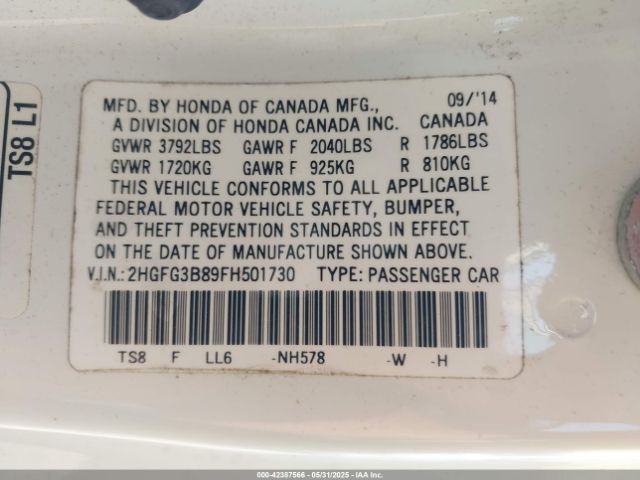 TS8 L1
MFD. BY HONDA OF CANADA MFG., 09/'14
A DIVISION OF HONDA CANADA INC. CANADA
GVWR 3792LBS GAWR F 2040LBS R 1786LBS
GVWR 1720KG GAWR F 925KG R 810KG
THIS VEHICLE CONFORMS TO ALL APPLICABLE
FEDERAL MOTOR VEHICLE SAFETY, BUMPER,
AND THEFT PREVENTION STANDARDS IN EFFECT
ON THE DATE OF MANUFACTURE SHOWN ABOVE.
V.I.N.: 2HGFG3B89FH501730 TYPE: PASSENGER CAR
TS8 F LL6 -NH578 -W -H
000-42387566 - 05/31/2025 - IAA Inc.